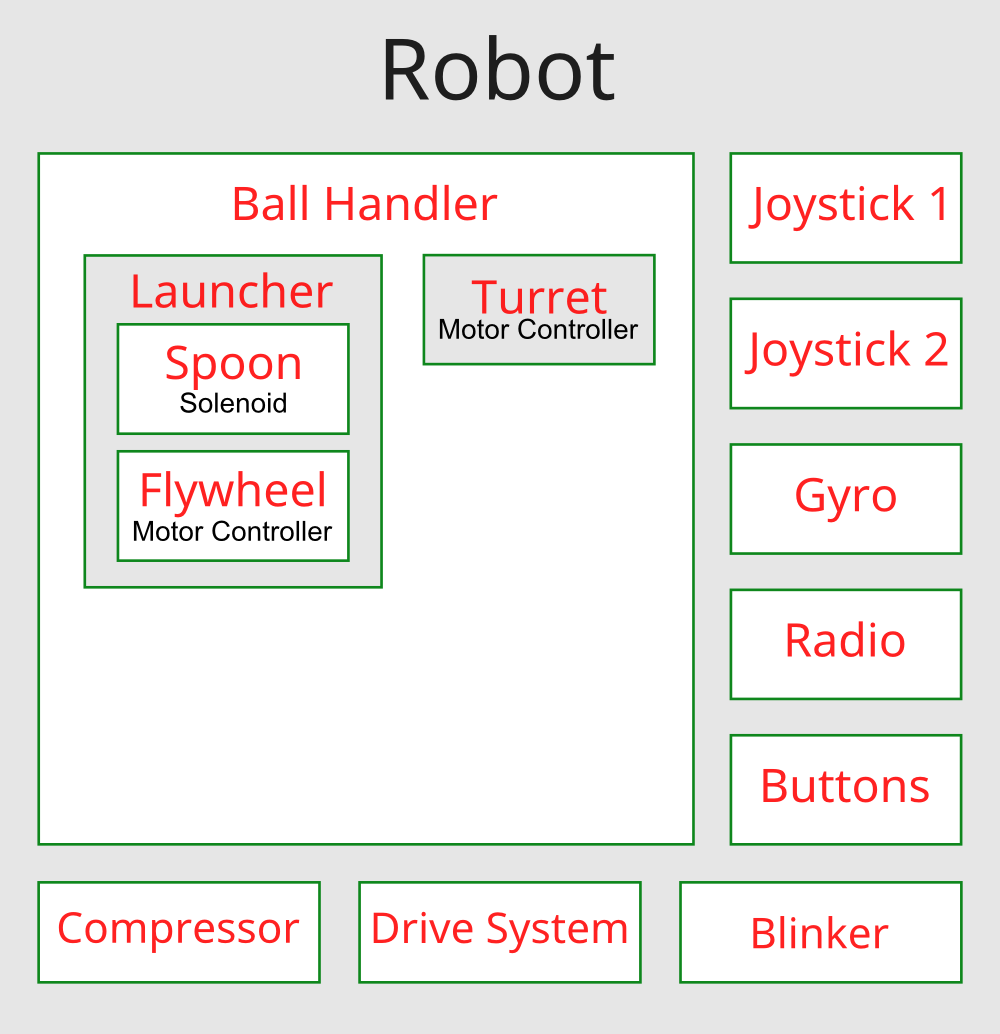 Robot
Ball Handler
Launcher
Spoon
Solenoid
Flywheel
Motor Controller
Turret
Motor Controller
Joystick 1
Joystick 2
Gyro
Radio
Buttons
Compressor
Drive System
Blinker